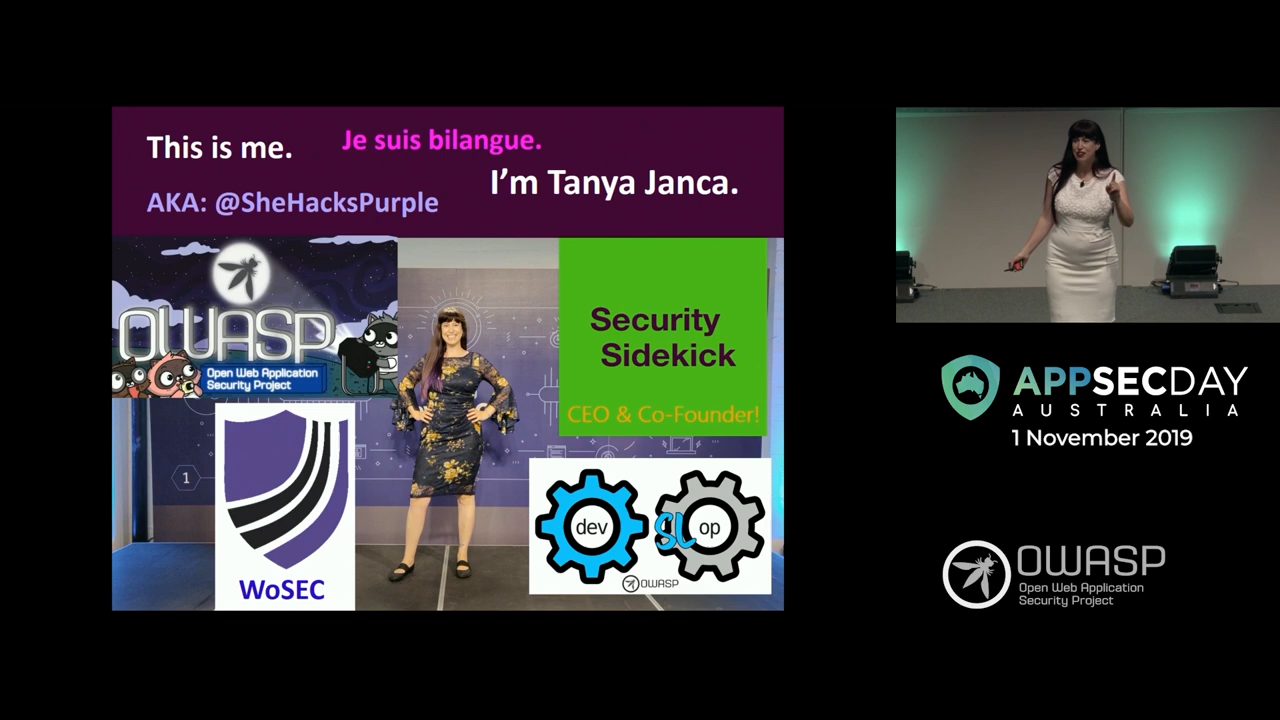 This is me.
Je suis bilangue.
I'm Tanya Janca.
AKA: @SheHacksPurple
OWASP
Open Web Application
Security Project
Security
Sidekick
CEO & Co-Founder!
1
WoSEC
dev
SL
op
OWASP
APPSECDAY
AUSTRALIA
1 November 2019
OWASP
Open Web Application
Security Project